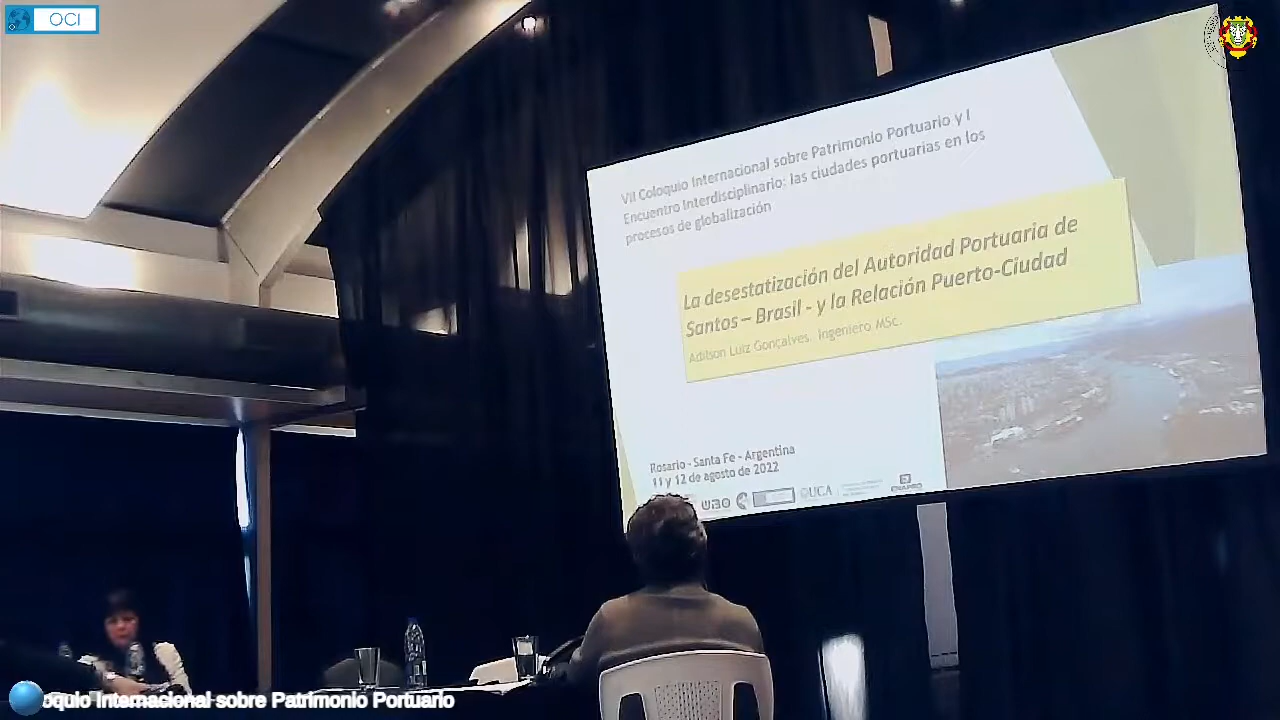 OCI
VII Coloquio Internacional sobre Patrimonio Portuario y I
Encuentro Interdisciplinario: las ciudades portuarias en los
procesos de globalización
La desestatización del Autoridad Portuaria de
Santos – Brasil - y la Relación Puerto-Ciudad
Adilson Luiz Gonçalves, Ingeniero MSc.
Rosario - Santa Fe - Argentina
11 y 12 de agosto de 2022
UBO
UCA
ENAPRO
oquio Internacional sobre Patrimonio Portuario